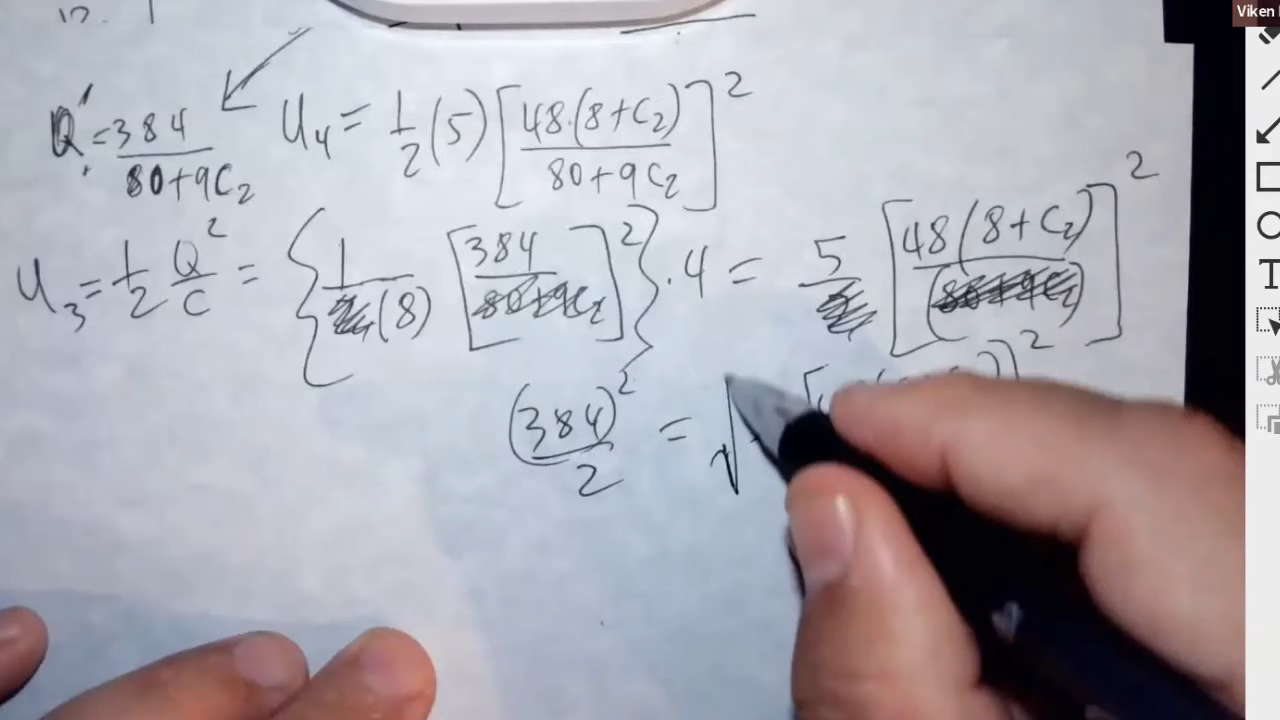 Viken
Q' = 384 / (80+9C₂)
U₄ = 1/2 (5) [48·(8+C₂) / (80+9C₂)]²
U₃ = 1/2 Q²/C = {1 / (2(8)) [384 / (80+9C₂)]²}·4 = 5/2 [48(8+C₂) / (80+9C₂)]²
(384)²/2 = √
T